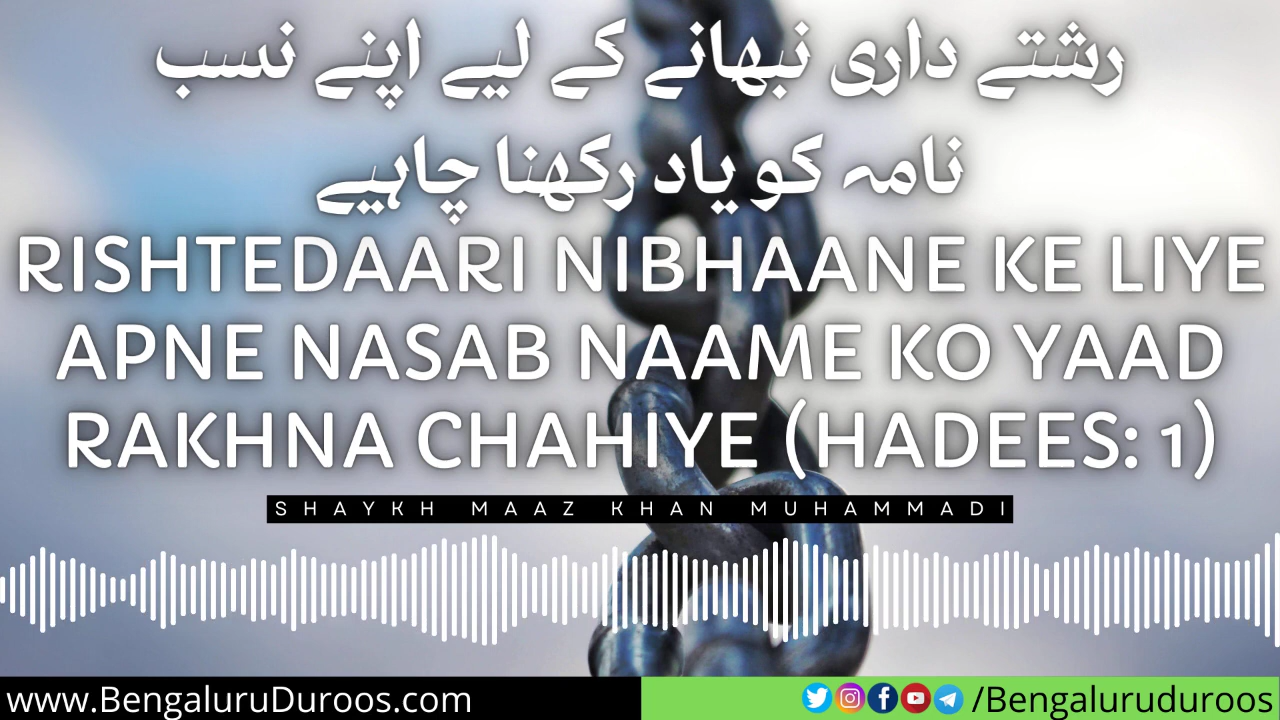 رشتے داری نبھانے کے لیے اپنے نسب
نامہ کو یاد رکھنا چاہیے
RISHTEDAARI NIBHAANE KE LIYE
APNE NASAB NAAME KO YAAD
RAKHNA CHAHIYE (HADEES: 1)
SHAYKH MAAZ KHAN MUHAMMADI
www.BengaluruDuroos.com
/Bengaluruduroos